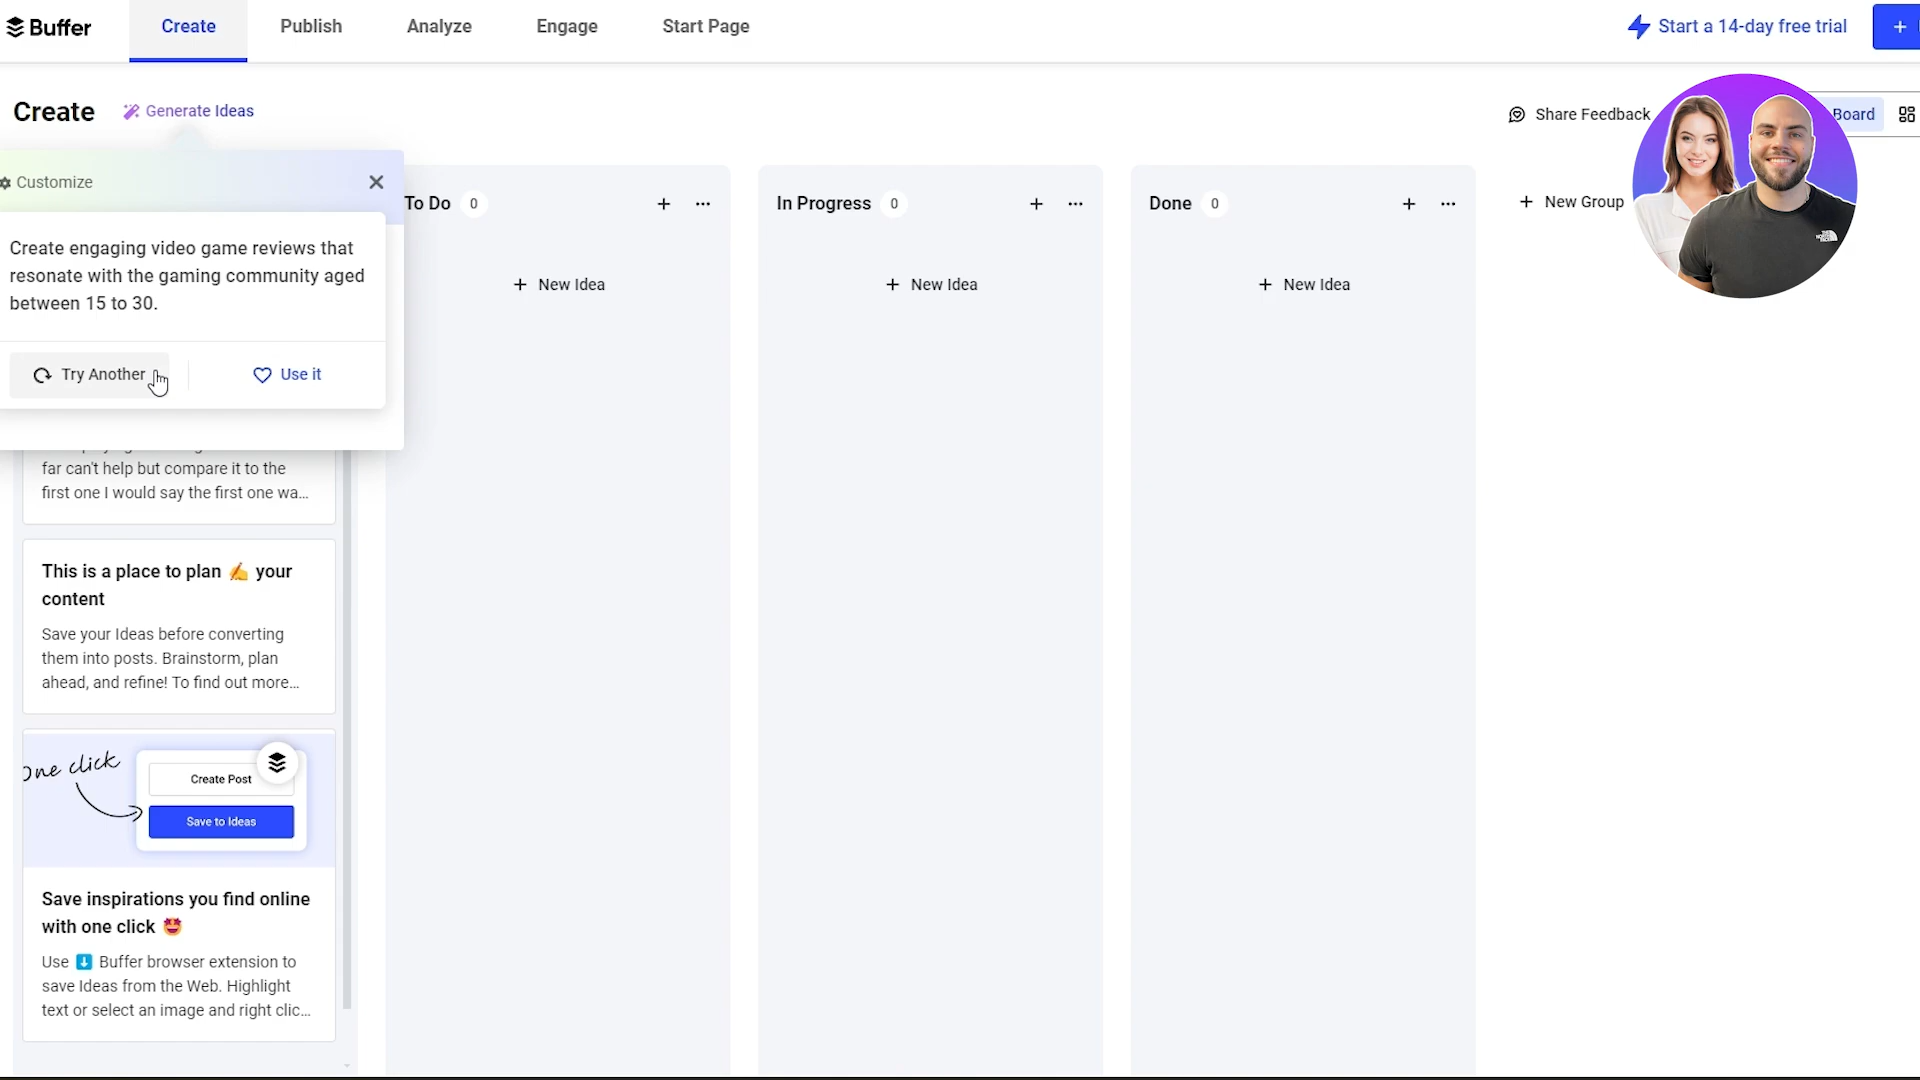 Buffer
Create
Publish
Analyze
Engage
Start Page
Start a 14-day free trial
+
Create
Generate Ideas
Share Feedback
Board
Customize
Create engaging video game reviews that
resonate with the gaming community aged
between 15 to 30.
Try Another
Use it
To Do 0
+ New Idea
In Progress 0
+ New Idea
Done 0
+ New Idea
+ New Group
THE NORTH FACE
far can't help but compare it to the
first one I would say the first one wa...
This is a place to plan ✍ your
content
Save your Ideas before converting
them into posts. Brainstorm, plan
ahead, and refine! To find out more...
one click
Create Post
Save to Ideas
Save inspirations you find online
with one click 🤩
Use ⬇ Buffer browser extension to
save Ideas from the Web. Highlight
text or select an image and right clic...